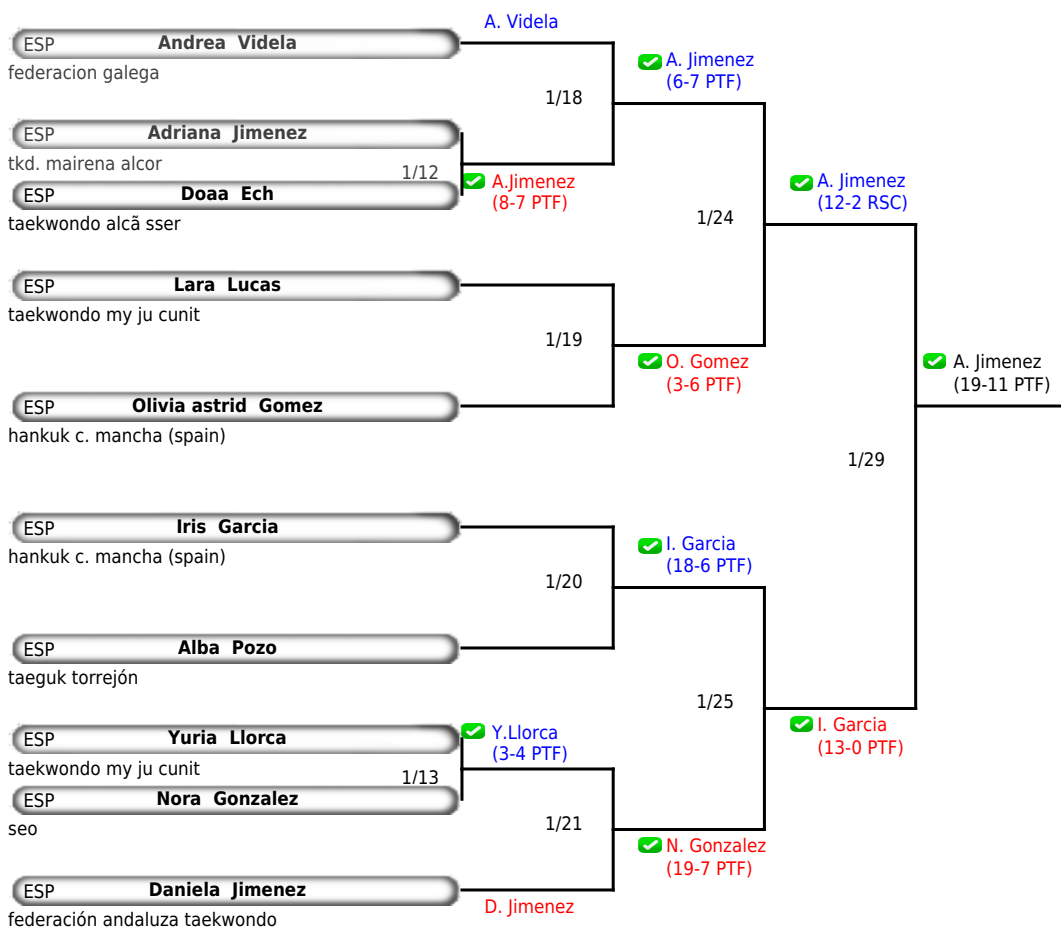 A. Videla
ESP Andrea Videla
federacion galega
A. Jimenez
(6-7 PTF)
1/18
ESP Adriana Jimenez
tkd. mairena alcor
1/12
A.Jimenez
(8-7 PTF)
ESP Doaa Ech
taekwondo alcã sser
A. Jimenez
(12-2 RSC)
1/24
ESP Lara Lucas
taekwondo my ju cunit
1/19
O. Gomez
(3-6 PTF)
A. Jimenez
(19-11 PTF)
ESP Olivia astrid Gomez
hankuk c. mancha (spain)
1/29
ESP Iris Garcia
hankuk c. mancha (spain)
I. Garcia
(18-6 PTF)
1/20
ESP Alba Pozo
taeguk torrejón
1/25
I. Garcia
(13-0 PTF)
ESP Yuria Llorca
taekwondo my ju cunit
Y.Llorca
(3-4 PTF)
1/13
ESP Nora Gonzalez
seo
1/21
N. Gonzalez
(19-7 PTF)
ESP Daniela Jimenez
federación andaluza taekwondo
D. Jimenez